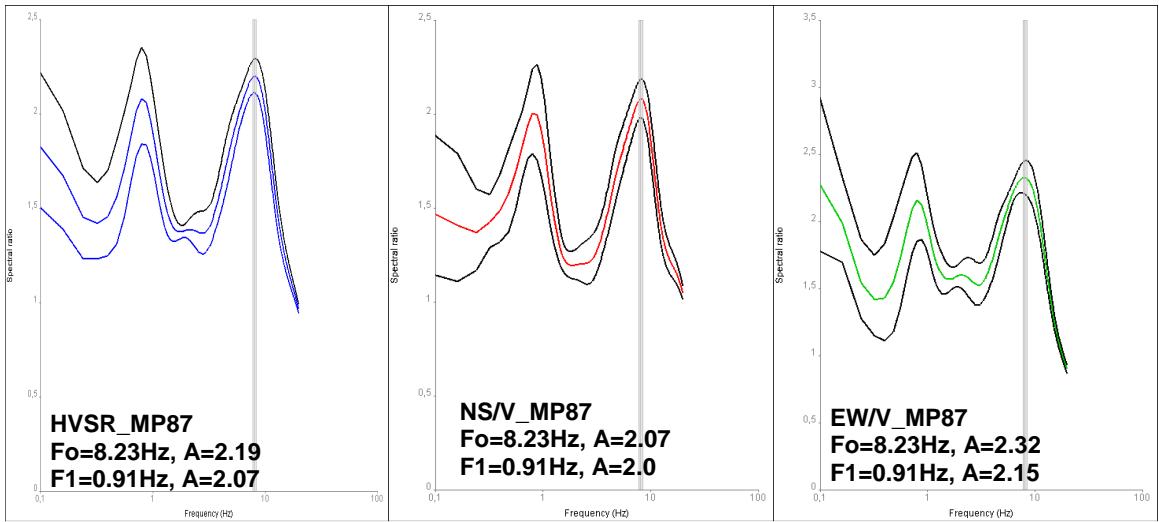 2,5
2
1,5
1
0,5
0
0,1
1
10
100
Spectral ratio
Frequency (Hz)
HVSR_MP87
Fo=8.23Hz, A=2.19
F1=0.91Hz, A=2.07
2,5
2
1,5
1
0,5
0
0,1
1
10
100
Spectral ratio
Frequency (Hz)
NS/V_MP87
Fo=8.23Hz, A=2.07
F1=0.91Hz, A=2.0
3,5
3
2,5
2
1,5
1
0,5
0
0,1
1
10
100
Spectral ratio
Frequency (Hz)
EW/V_MP87
Fo=8.23Hz, A=2.32
F1=0.91Hz, A=2.15